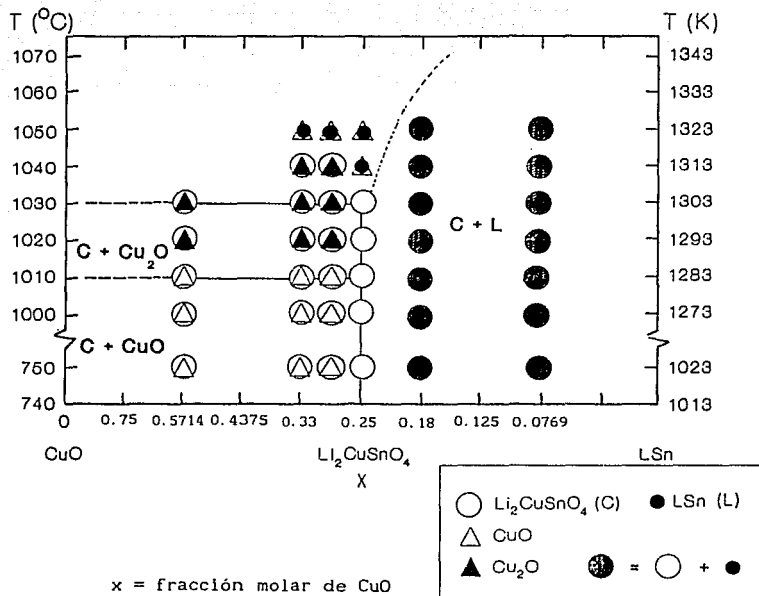 T (°C)
T (K)
1070
1343
1060
1333
1050
1323
1040
1313
1030
1303
C + L
1020
1293
C + Cu₂O
1010
1283
1000
1273
C + CuO
750
1023
740
1013
0 0.75 0.5714 0.4375 0.33 0.25 0.18 0.125 0.0769
CuO LI₂CuSnO₄ LSn
X
Li₂CuSnO₄ (C) LSn (L)
CuO
Cu₂O = +
x = fracción molar de CuO